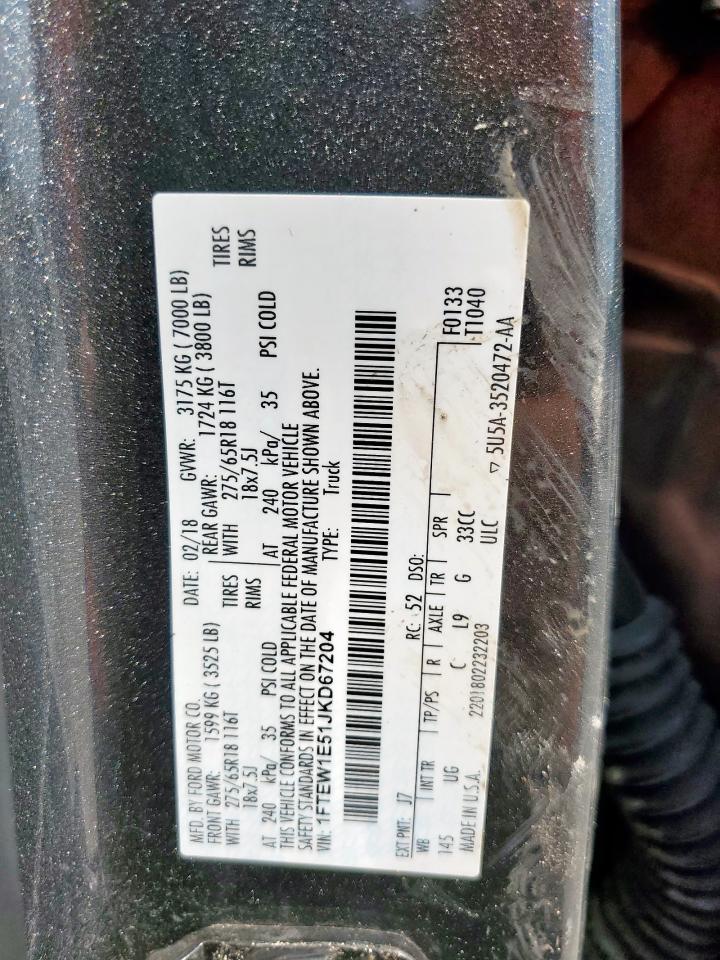 MFD. BY FORD MOTOR CO.
DATE: 02/18 GVWR: 3175 KG ( 7000 LB)
FRONT GAWR: 1599 KG ( 3525 LB) REAR GAWR: 1724 KG ( 3800 LB)
WITH 275/65R18 116T TIRES WITH 275/65R18 116T TIRES
18x7.5J RIMS 18x7.5J RIMS
AT 240 kPa/ 35 PSI COLD AT 240 kPa/ 35 PSI COLD
THIS VEHICLE CONFORMS TO ALL APPLICABLE FEDERAL MOTOR VEHICLE
SAFETY STANDARDS IN EFFECT ON THE DATE OF MANUFACTURE SHOWN ABOVE.
VIN: 1FTEW1E51JKD67204 TYPE: Truck
EXT PNT: J7 RC: 52 DSO: F0133
WB INT TR TP/PS R AXLE TR SPR T1040
145 UG C L9 G 33CC
2201802232203 ULC
MADE IN U.S.A. ▽ 5U5A-3520472-AA